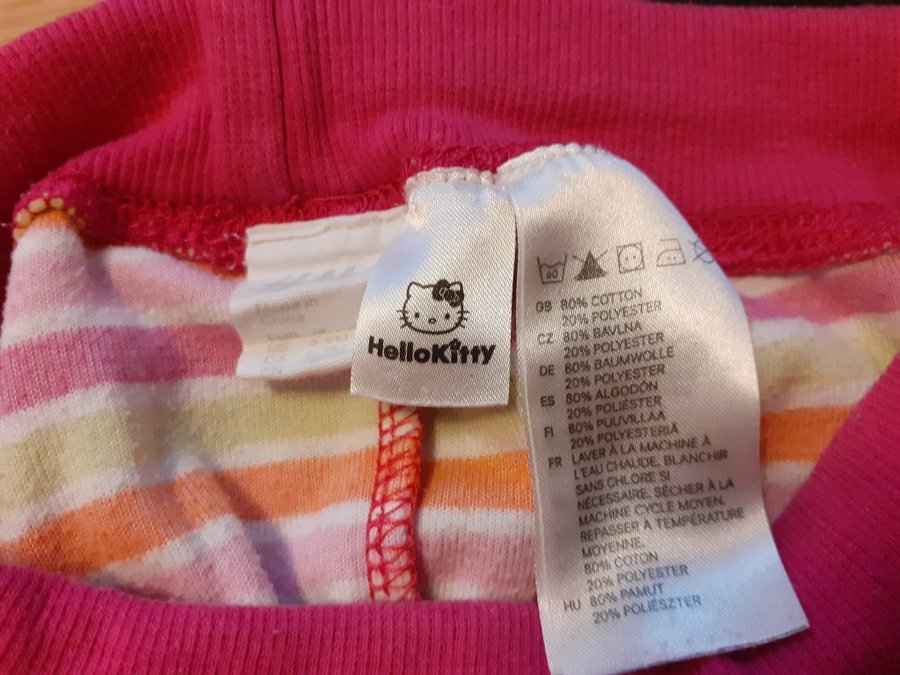 HelloKitty
60
GB 80% COTTON
20% POLYESTER
CZ 80% BAVLNA
20% POLYESTER
DE 80% BAUMWOLLE
20% POLYESTER
ES 80% ALGODÓN
20% POLIÉSTER
FI 80% PUUVILLAA
20% POLYESTERIÄ
FR LAVER À LA MACHINE À
L'EAU CHAUDE, BLANCHIR
SANS CHLORE SI
NÉCESSAIRE. SÉCHER À LA
MACHINE CYCLE MOYEN.
REPASSER À TEMPÉRATURE
MOYENNE.
80% COTON
20% POLYESTER
HU 80% PAMUT
20% POLIÉSZTER